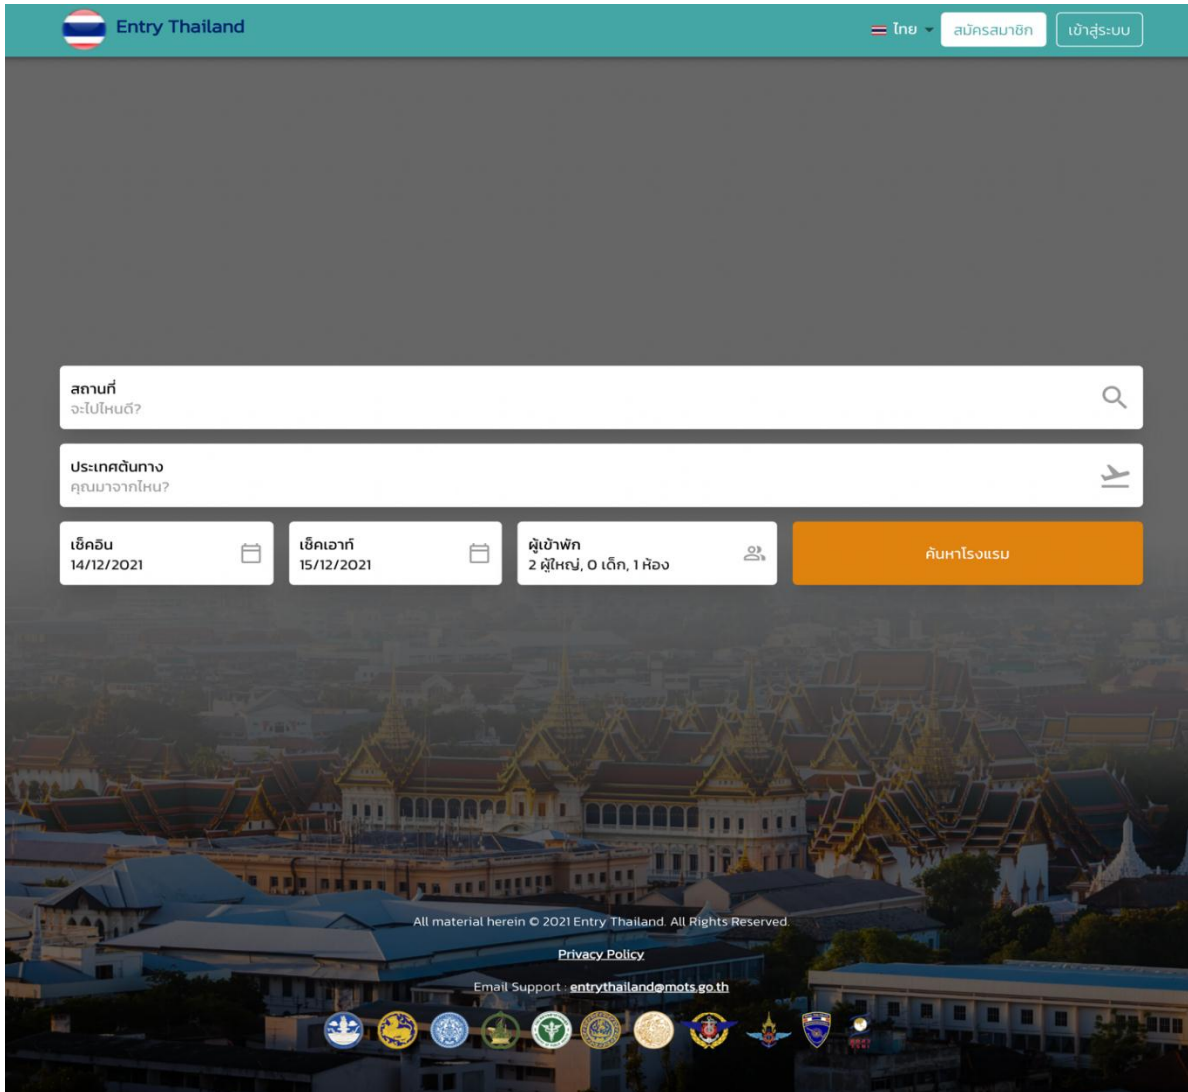 Entry Thailand
ไทย
สมัครสมาชิก
เข้าสู่ระบบ
สถานที่
จะไปไหนดี?
ประเทศต้นทาง
คุณมาจากไหน?
เช็คอิน
14/12/2021
เช็คเอาท์
15/12/2021
ผู้เข้าพัก
2 ผู้ใหญ่, 0 เด็ก, 1 ห้อง
ค้นหาโรงแรม
All material herein © 2021 Entry Thailand. All Rights Reserved.
Privacy Policy
Email Support : entrythailand@mots.go.th